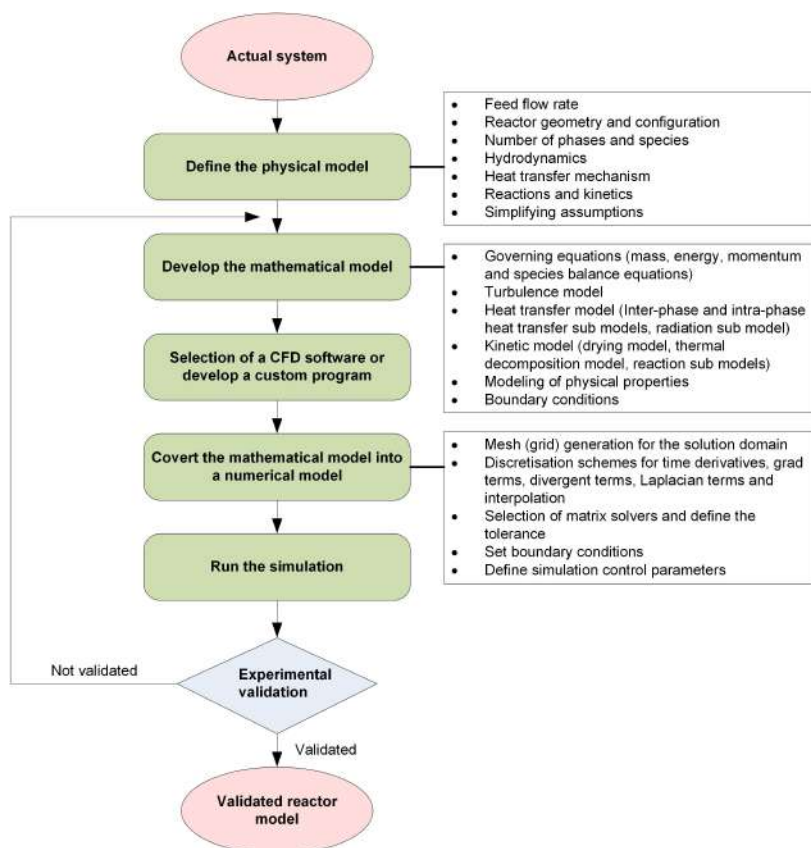 Actual system
Define the physical model
• Feed flow rate
• Reactor geometry and configuration
• Number of phases and species
• Hydrodynamics
• Heat transfer mechanism
• Reactions and kinetics
• Simplifying assumptions
Develop the mathematical model
• Governing equations (mass, energy, momentum
and species balance equations)
• Turbulence model
• Heat transfer model (Inter-phase and intra-phase
heat transfer sub models, radiation sub model)
• Kinetic model (drying model, thermal
decomposition model, reaction sub models)
• Modeling of physical properties
• Boundary conditions
Selection of a CFD software or
develop a custom program
Covert the mathematical model into
a numerical model
• Mesh (grid) generation for the solution domain
• Discretisation schemes for time derivatives, grad
terms, divergent terms, Laplacian terms and
interpolation
• Selection of matrix solvers and define the
tolerance
• Set boundary conditions
• Define simulation control parameters
Run the simulation
Not validated
Experimental
validation
Validated
Validated reactor
model